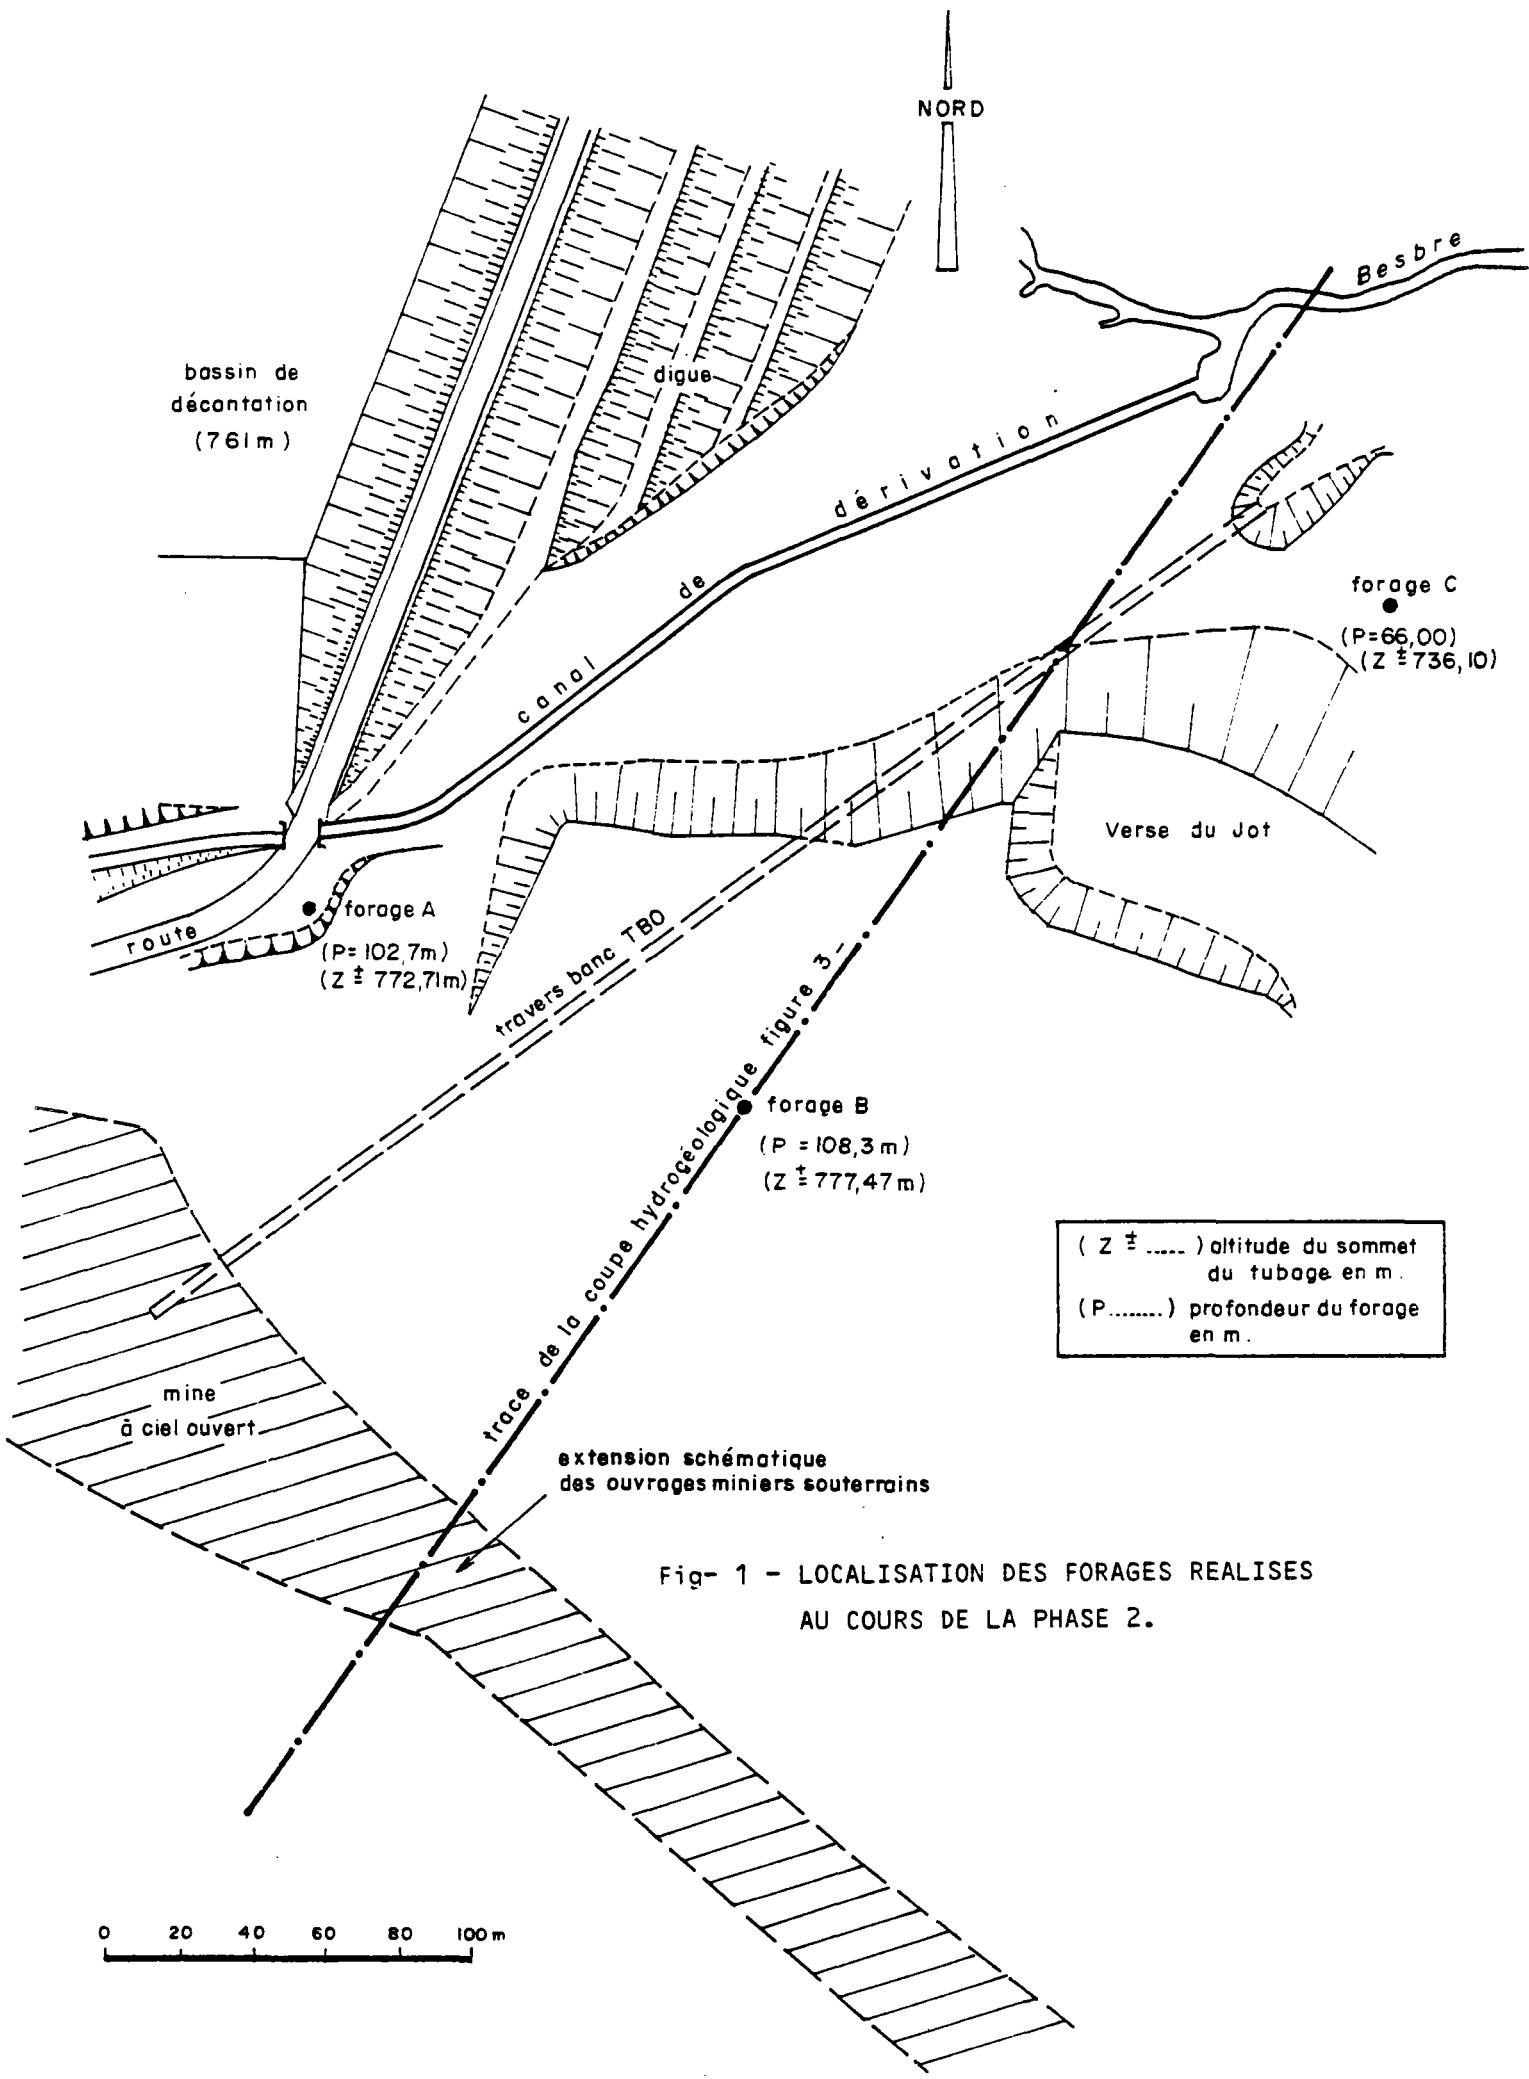 NORD
Besbre
bassin de
décantation
(761m)
digue
canal de dérivation
forage C
(P=66,00)
(Z ± 736,10)
Verse du Jot
forage A
(P= 102,7m)
(Z ± 772,71m)
route
travers banc TBO
trace de la coupe hydrogéologique figure 3-
forage B
(P = 108,3m)
(Z ± 777,47m)
(Z ± .....) altitude du sommet
du tubage en m.
(P........) profondeur du forage
en m.
mine
à ciel ouvert
extension schématique
des ouvrages miniers souterrains
Fig- 1 - LOCALISATION DES FORAGES REALISES
AU COURS DE LA PHASE 2.
0 20 40 60 80 100 m